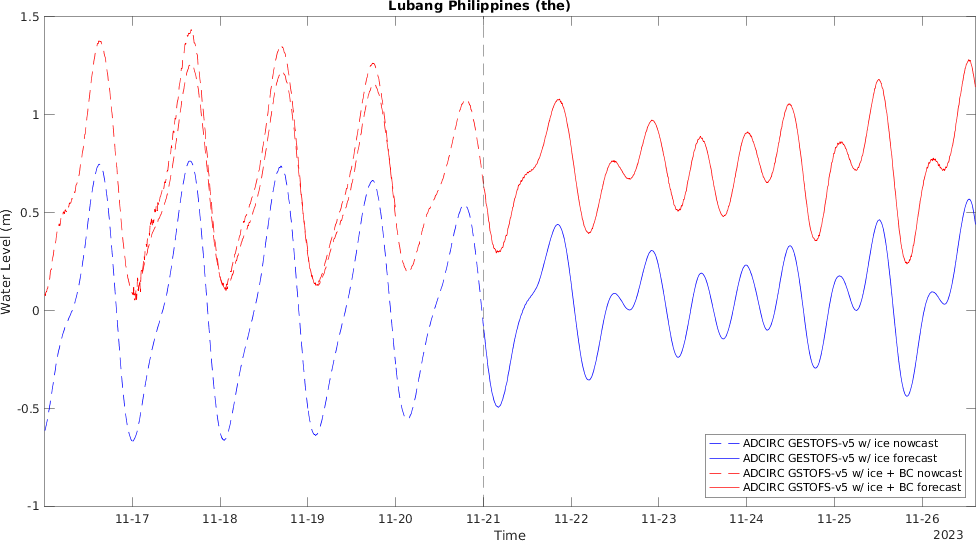 Lubang Philippines (the)
1.5
1
0.5
0
-0.5
-1
Water Level (m)
11-17 11-18 11-19 11-20 11-21 11-22 11-23 11-24 11-25 11-26
Time
2023
ADCIRC GESTOFS-v5 w/ ice nowcast
ADCIRC GESTOFS-v5 w/ ice forecast
ADCIRC GSTOFS-v5 w/ ice + BC nowcast
ADCIRC GSTOFS-v5 w/ ice + BC forecast